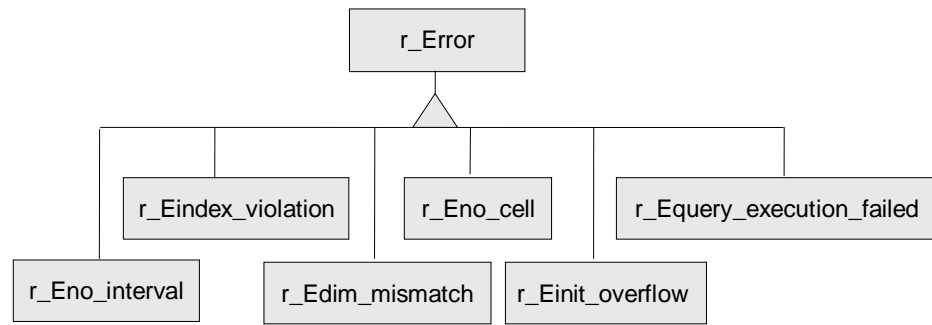 r_Error
r_Eindex_violation
r_Eno_cell
r_Equery_execution_failed
r_Eno_interval
r_Edim_mismatch
r_Einit_overflow